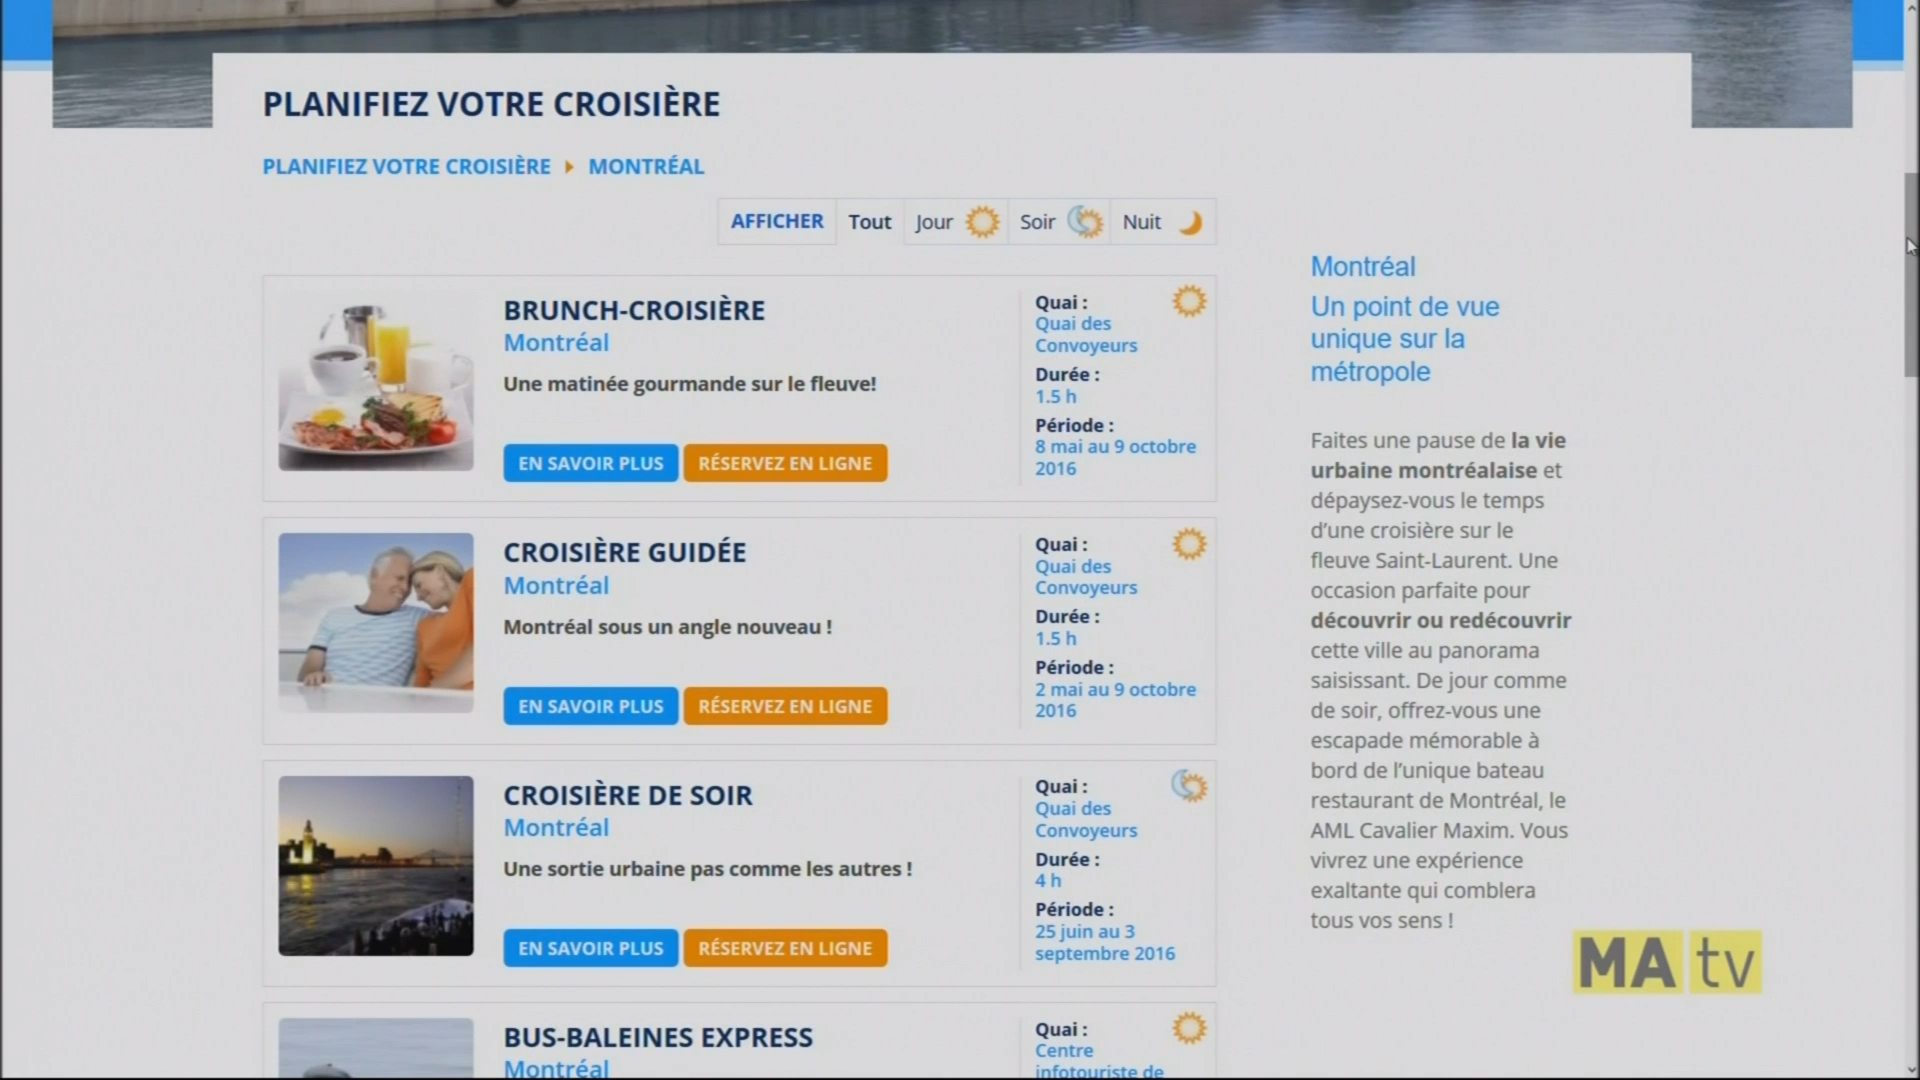 PLANIFIEZ VOTRE CROISIÈRE
PLANIFIEZ VOTRE CROISIÈRE MONTRÉAL
AFFICHER Tout Jour Soir Nuit
BRUNCH-CROISIÈRE
Montréal
Une matinée gourmande sur le fleuve!
EN SAVOIR PLUS RÉSERVEZ EN LIGNE
Quai :
Quai des
Convoyeurs
Durée :
1.5 h
Période :
8 mai au 9 octobre
2016
CROISIÈRE GUIDÉE
Montréal
Montréal sous un angle nouveau !
EN SAVOIR PLUS RÉSERVEZ EN LIGNE
Quai :
Quai des
Convoyeurs
Durée :
1.5 h
Période :
2 mai au 9 octobre
2016
CROISIÈRE DE SOIR
Montréal
Une sortie urbaine pas comme les autres !
EN SAVOIR PLUS RÉSERVEZ EN LIGNE
Quai :
Quai des
Convoyeurs
Durée :
4 h
Période :
25 juin au 3
septembre 2016
BUS-BALEINES EXPRESS
Montréal
Quai :
Centre
infotouriste de
Montréal
Un point de vue
unique sur la
métropole
Faites une pause de la vie
urbaine montréalaise et
dépaysez-vous le temps
d'une croisière sur le
fleuve Saint-Laurent. Une
occasion parfaite pour
découvrir ou redécouvrir
cette ville au panorama
saisissant. De jour comme
de soir, offrez-vous une
escapade mémorable à
bord de l'unique bateau
restaurant de Montréal, le
AML Cavalier Maxim. Vous
vivrez une expérience
exaltante qui comblera
tous vos sens !
MAtv